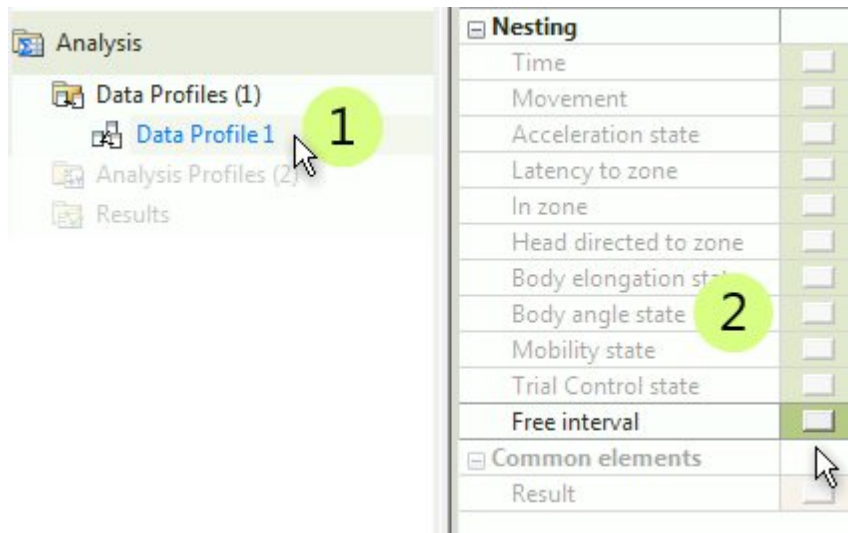 Analysis
Data Profiles (1)
Data Profile 1
1
Analysis Profiles (2)
Results
Nesting
Time
Movement
Acceleration state
Latency to zone
In zone
Head directed to zone
Body elongation state
Body angle state
2
Mobility state
Trial Control state
Free interval
Common elements
Result